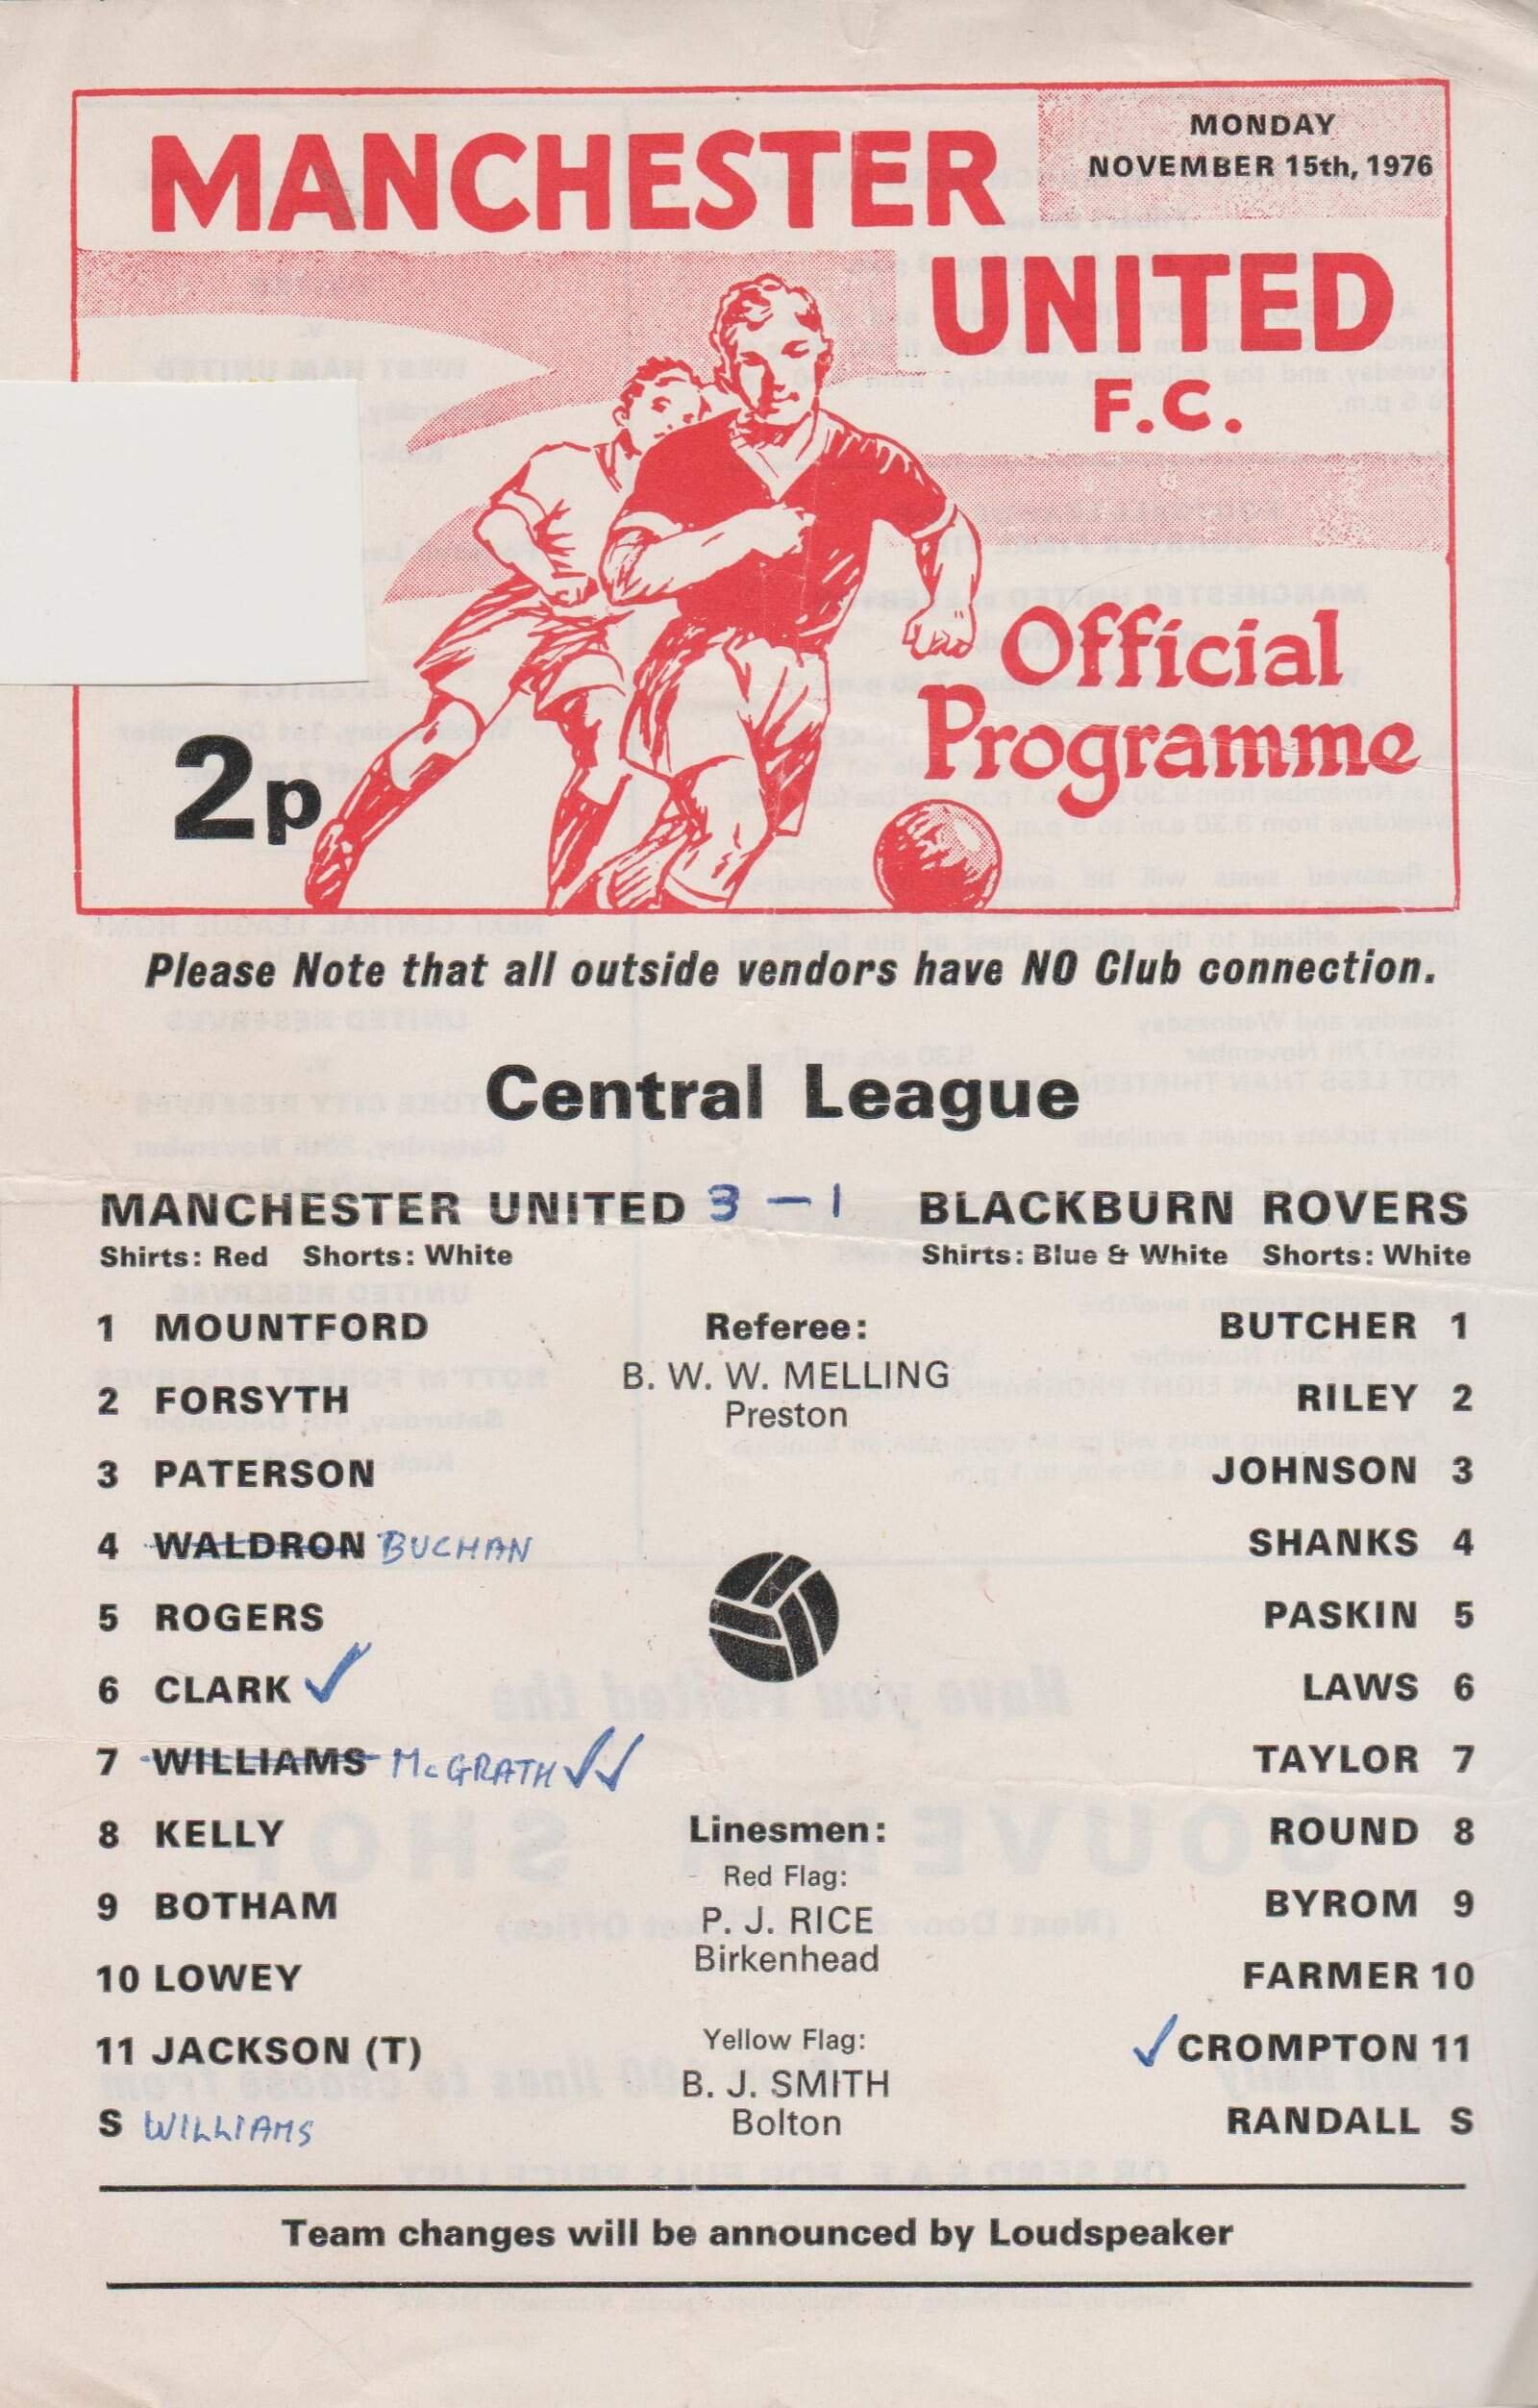 MONDAY
NOVEMBER 15th, 1976
MANCHESTER
UNITED
F.C.
Official
Programme
2p
Please Note that all outside vendors have NO Club connection.
Central League
MANCHESTER UNITED 3 – 1 BLACKBURN ROVERS
Shirts: Red Shorts: White Shirts: Blue & White Shorts: White
1 MOUNTFORD Referee: BUTCHER 1
B. W. W. MELLING
2 FORSYTH Preston RILEY 2
3 PATERSON JOHNSON 3
4 WALDRON BUCHAN SHANKS 4
5 ROGERS PASKIN 5
6 CLARK ✓ LAWS 6
7 WILLIAMS McGRATH ✓✓ TAYLOR 7
8 KELLY Linesmen: ROUND 8
Red Flag:
9 BOTHAM P. J. RICE BYROM 9
Birkenhead
10 LOWEY FARMER 10
11 JACKSON (T) Yellow Flag: ✓ CROMPTON 11
B. J. SMITH
S WILLIAMS Bolton RANDALL S
Team changes will be announced by Loudspeaker